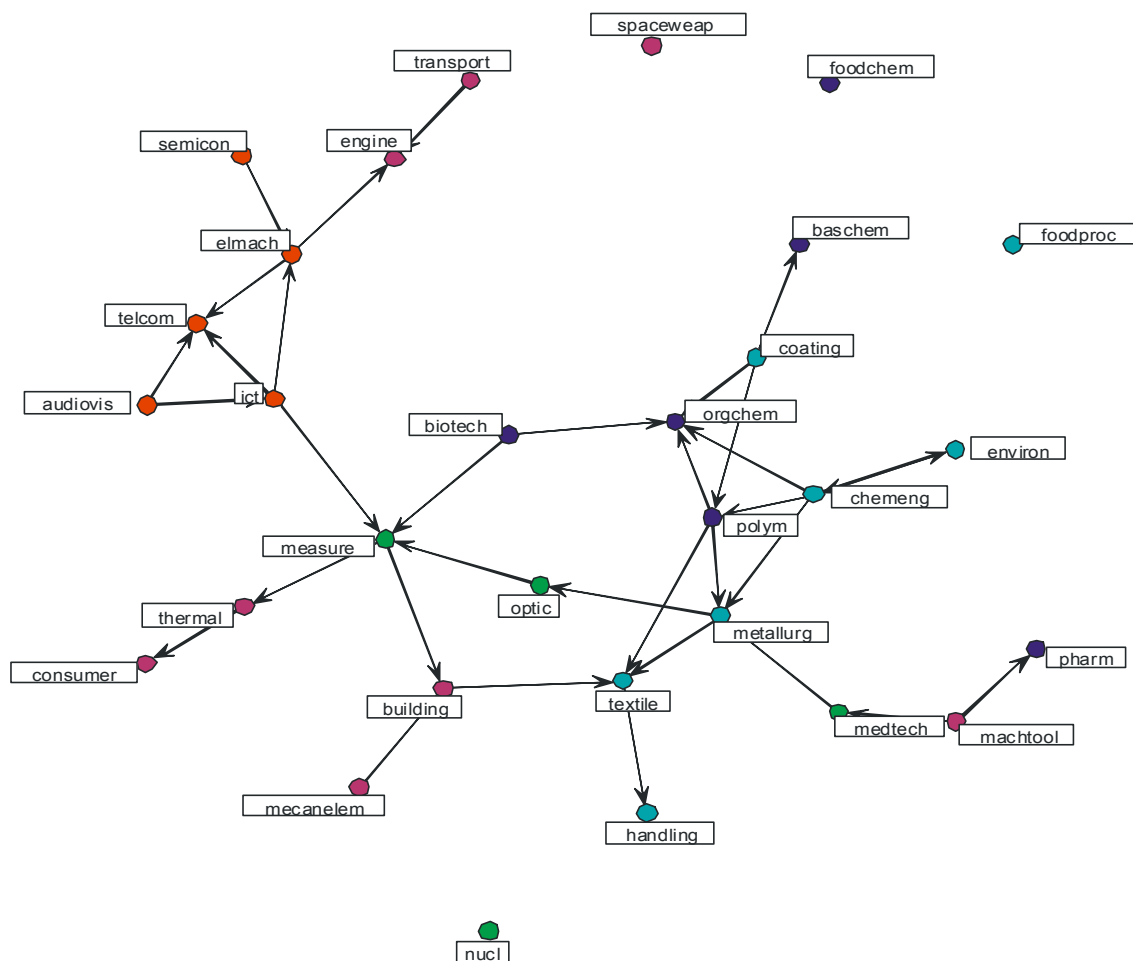 spaceweap
transport
foodchem
engine
semicon
baschem
foodproc
elmach
telcom
coating
ict
audiovis
orgchem
biotech
environ
chemeng
polym
measure
optic
thermal
metallurg
pharm
consumer
textile
building
medtech
machtool
mecanelem
handling
nucl